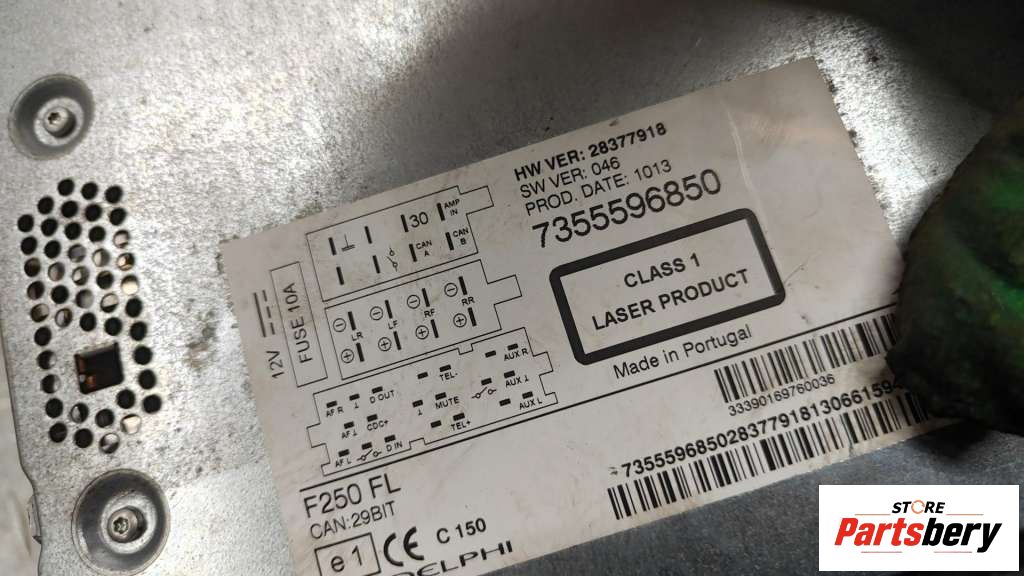 HW VER: 28377918
SW VER: 046
PROD. DATE: 1013
7355596850
CLASS 1
LASER PRODUCT
Made in Portugal
33390169760036
12V
FUSE 10A
30
AMP IN
CAN A
CAN B
LR
LF
RF
RR
AF R
D OUT
TEL-
AUX R
AF
CDC+
MUTE
AUX
AF L
D IN
TEL+
AUX L
F250 FL
CAN:29BIT
e1
CE
C 150
DELPHI
STORE
Partsbery